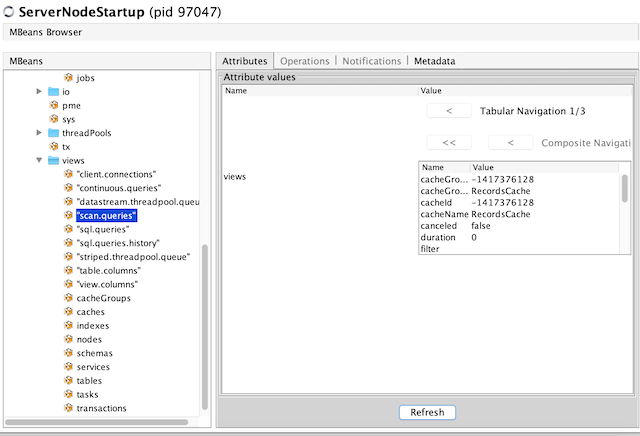 ServerNodeStartup (pid 97047)
MBeans Browser
MBeans
jobs
io
pme
sys
threadPools
tx
views
"client.connections"
"continuous.queries"
"datastream.threadpool.queu
"scan.queries"
"sql.queries"
"sql.queries.history"
"striped.threadpool.queue"
"table.columns"
"view.columns"
cacheGroups
caches
indexes
nodes
schemas
services
tables
tasks
transactions
Attributes Operations Notifications Metadata
Attribute values
Name Value
< Tabular Navigation 1/3
<< < Composite Navigati
views
Name Value
cacheGro... -1417376128
cacheGro... RecordsCache
cacheId -1417376128
cacheName RecordsCache
canceled false
duration 0
filter
Refresh